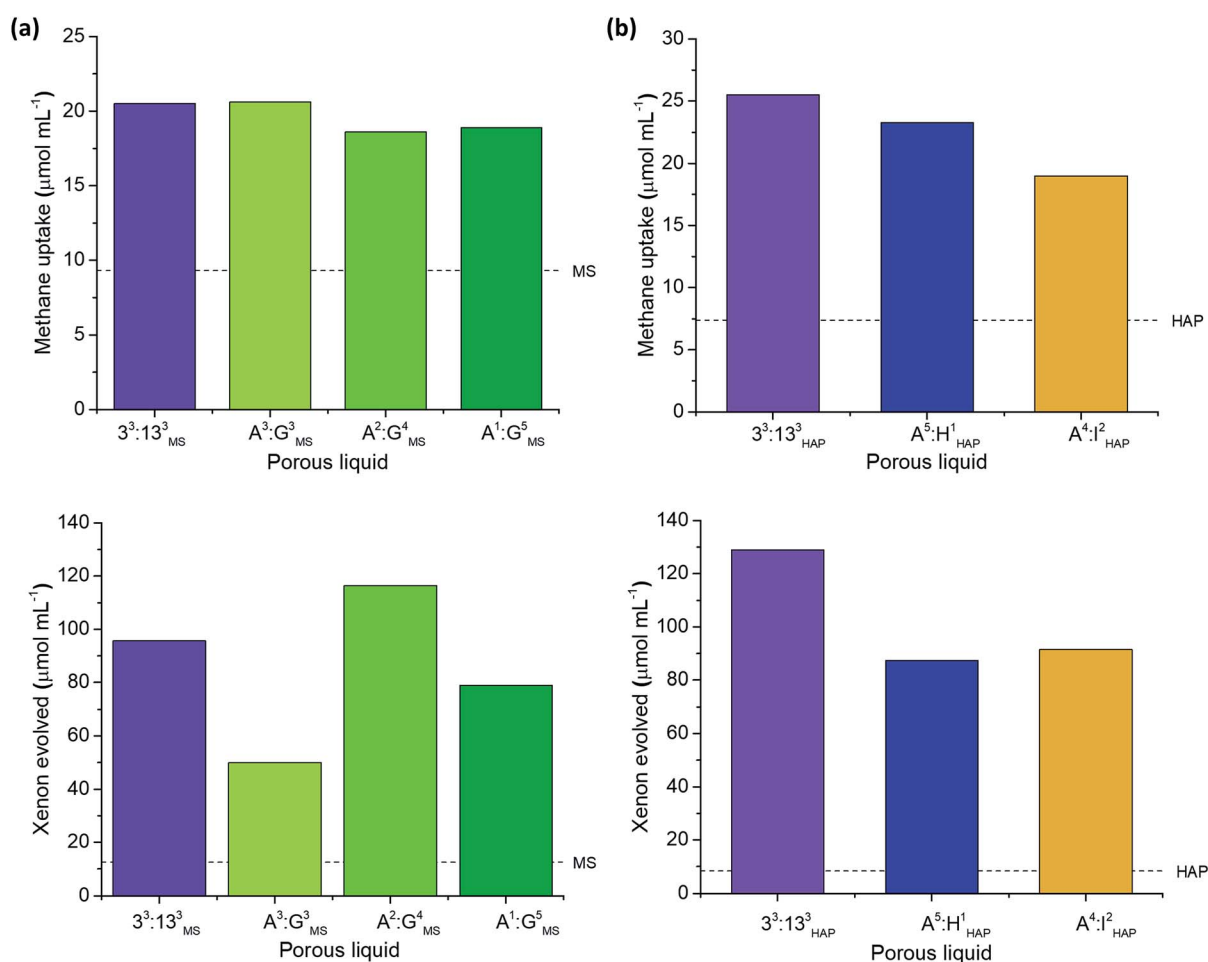 (a)
25
20
15
10
5
0
Methane uptake (μmol mL⁻¹)
MS
3³:13³MS
A³:G³MS
A²:G⁴MS
A¹:G⁵MS
Porous liquid
(b)
30
25
20
15
10
5
0
Methane uptake (μmol mL⁻¹)
HAP
3³:13³HAP
A⁵:H¹HAP
A⁴:I²HAP
Porous liquid
140
120
100
80
60
40
20
0
Xenon evolved (μmol mL⁻¹)
MS
3³:13³MS
A³:G³MS
A²:G⁴MS
A¹:G⁵MS
Porous liquid
140
120
100
80
60
40
20
0
Xenon evolved (μmol mL⁻¹)
HAP
3³:13³HAP
A⁵:H¹HAP
A⁴:I²HAP
Porous liquid